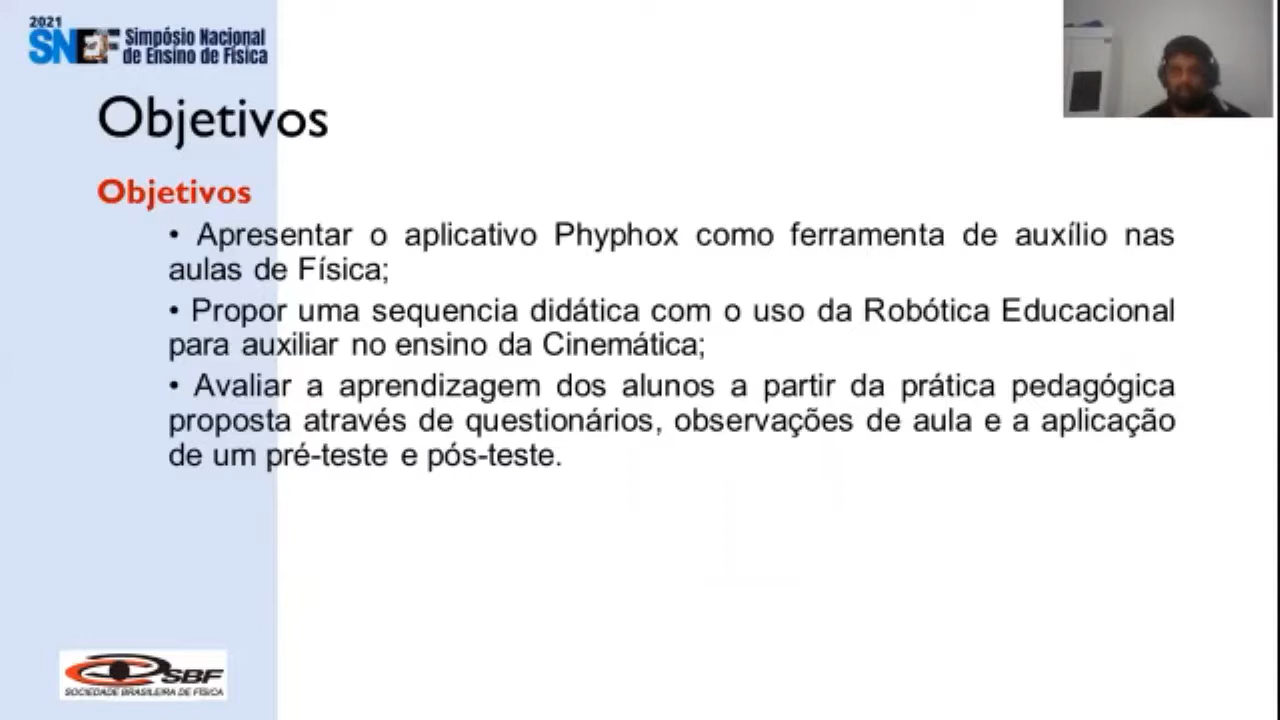 2021
SNEF Simpósio Nacional
de Ensino de Física
Objetivos
Objetivos
• Apresentar o aplicativo Phyphox como ferramenta de auxílio nas
aulas de Física;
• Propor uma sequencia didática com o uso da Robótica Educacional
para auxiliar no ensino da Cinemática;
• Avaliar a aprendizagem dos alunos a partir da prática pedagógica
proposta através de questionários, observações de aula e a aplicação
de um pré-teste e pós-teste.
SBF
SOCIEDADE BRASILEIRA DE FÍSICA